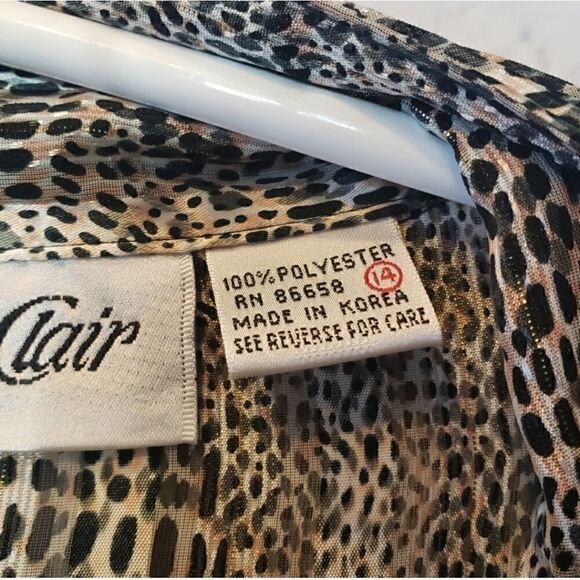 Clair
100% POLYESTER
RN 86658 14
MADE IN KOREA
SEE REVERSE FOR CARE